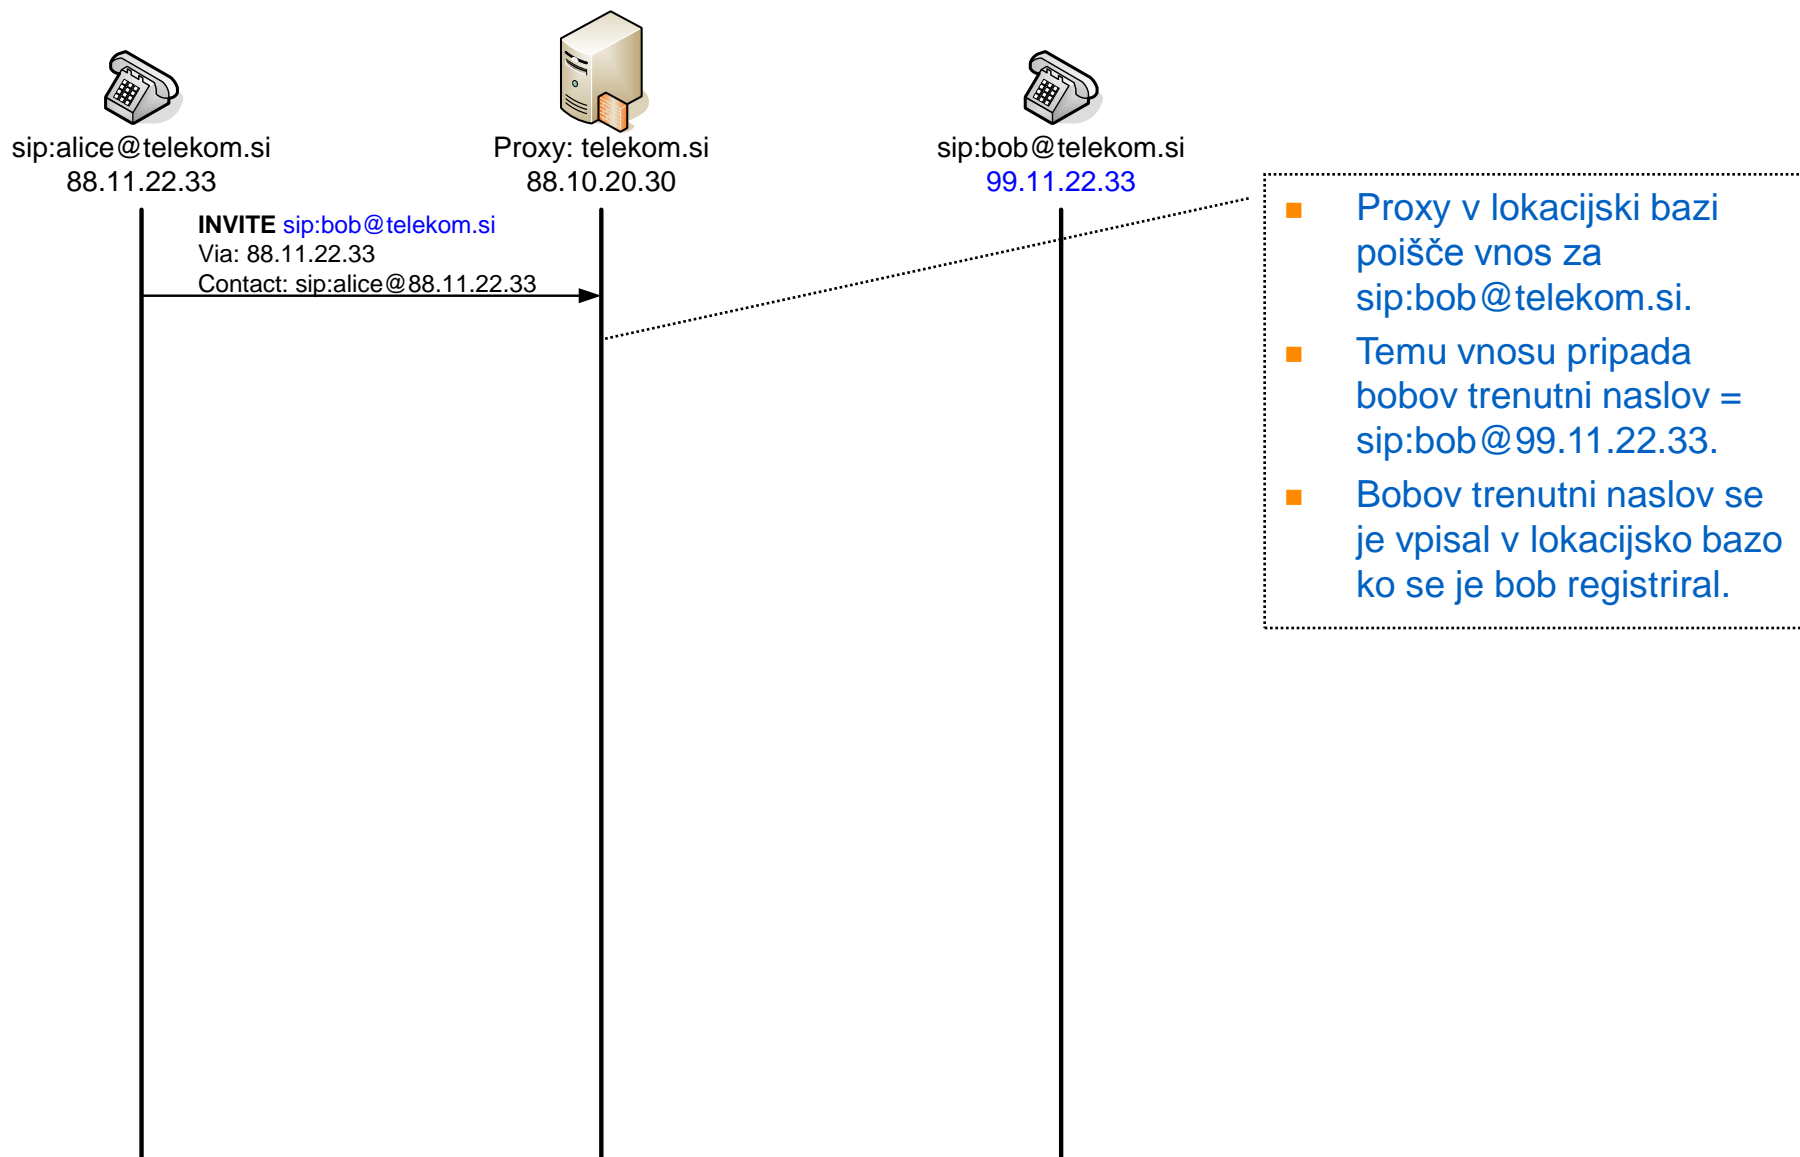 sip:alice@telekom.si
88.11.22.33
Proxy: telekom.si
88.10.20.30
sip:bob@telekom.si
99.11.22.33
INVITE sip:bob@telekom.si
Via: 88.11.22.33
Contact: sip:alice@88.11.22.33
Proxy v lokacijski bazi
poišče vnos za
sip:bob@telekom.si.
Temu vnosu pripada
bobov trenutni naslov =
sip:bob@99.11.22.33.
Bobov trenutni naslov se
je vpisal v lokacijsko bazo
ko se je bob registriral.